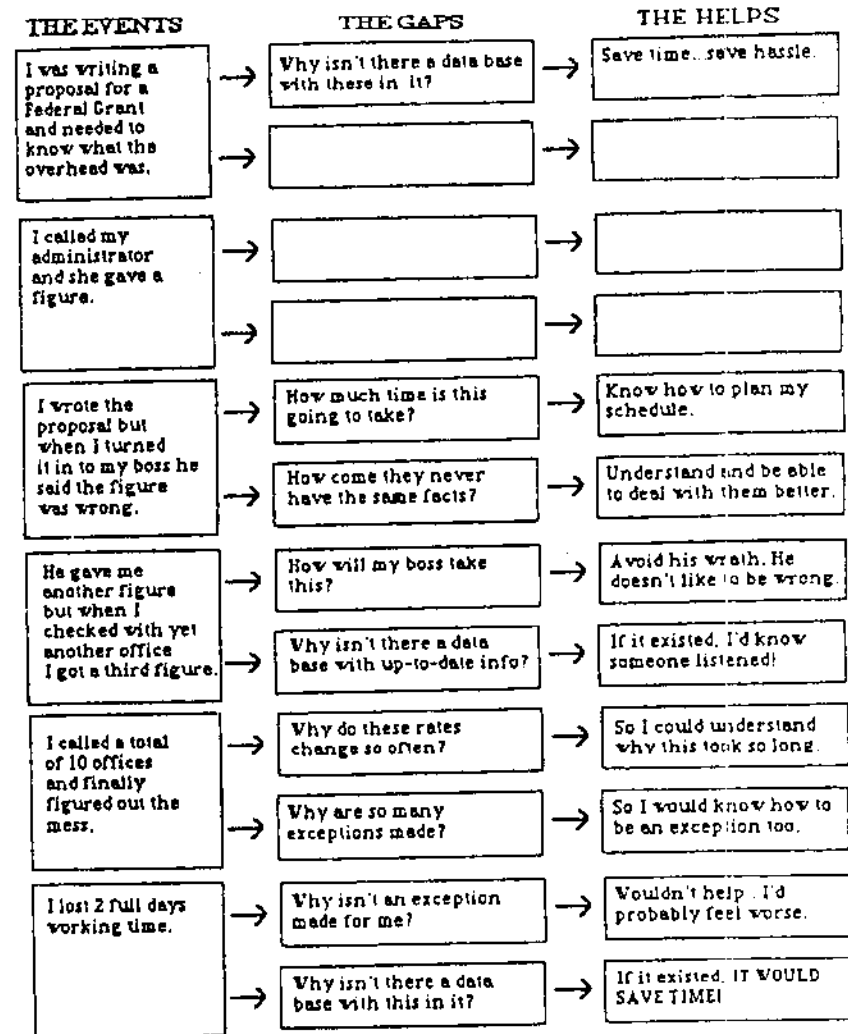 THE EVENTS
THE GAPS
THE HELPS
I was writing a
proposal for a
Federal Grant
and needed to
know what the
overhead was.
Why isn't there a data base
with these in it?
Save time...save hassle.
I called my
administrator
and she gave a
figure.
I wrote the
proposal but
when I turned
it in to my boss he
said the figure
was wrong.
How much time is this
going to take?
Know how to plan my
schedule.
How come they never
have the same facts?
Understand and be able
to deal with them better.
He gave me
another figure
but when I
checked with yet
another office
I got a third figure.
How will my boss take
this?
Avoid his wrath. He
doesn't like to be wrong.
Why isn't there a data
base with up-to-date info?
If it existed, I'd know
someone listened!
I called a total
of 10 offices
and finally
figured out the
mess.
Why do these rates
change so often?
So I could understand
why this took so long.
Why are so many
exceptions made?
So I would know how to
be an exception too.
I lost 2 full days
working time.
Why isn't an exception
made for me?
Wouldn't help. I'd
probably feel worse.
Why isn't there a data
base with this in it?
If it existed, IT WOULD
SAVE TIME!